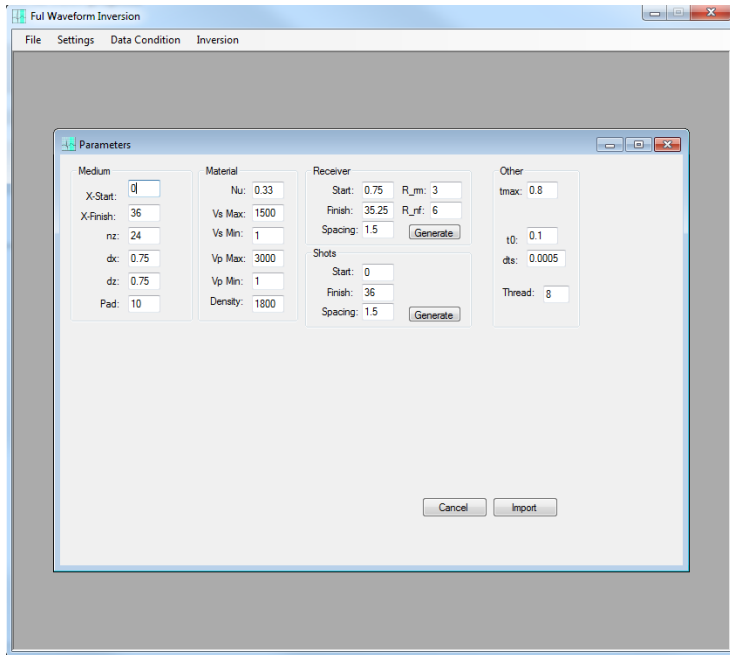 Ful Waveform Inversion
File Settings Data Condition Inversion
Parameters
Medium
X-Start: 0
X-Finish: 36
nz: 24
dx: 0.75
dz: 0.75
Pad: 10
Material
Nu: 0.33
Vs Max: 1500
Vs Min: 1
Vp Max: 3000
Vp Min: 1
Density: 1800
Receiver
Start: 0.75 R_rm: 3
Finish: 35.25 R_nf: 6
Spacing: 1.5 Generate
Shots
Start: 0
Finish: 36
Spacing: 1.5 Generate
Other
tmax: 0.8
t0: 0.1
dts: 0.0005
Thread: 8
Cancel Import